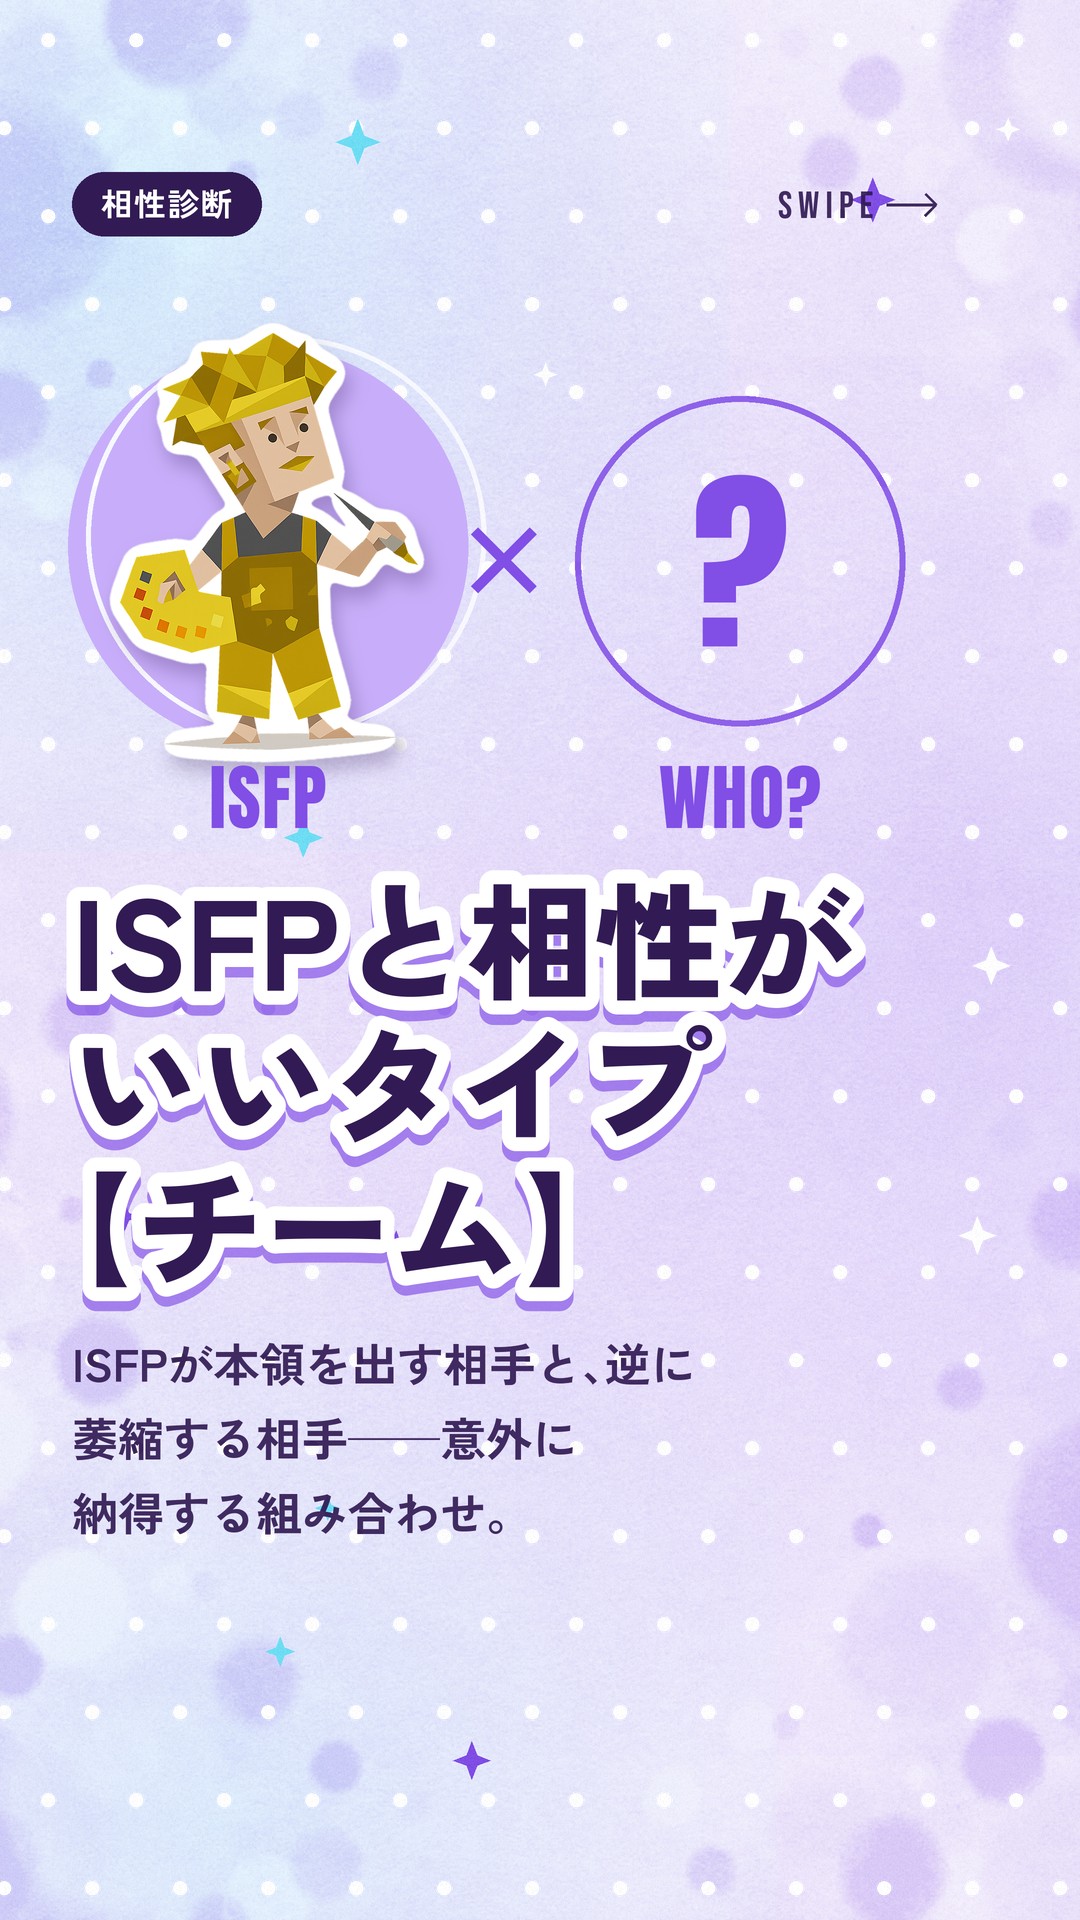 相性診断
SWIPE →
×
?
ISFP
WHO?
ISFPと相性が
いいタイプ
【チーム】
ISFPが本領を出す相手と、逆に
萎縮する相手──意外に
納得する組み合わせ。